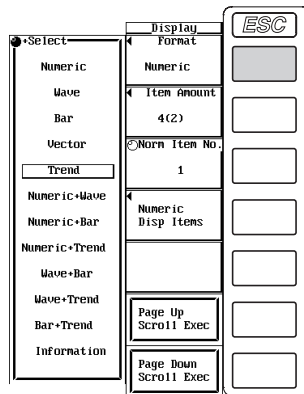 +Select
Numeric
Wave
Bar
Vector
Trend
Numeric+Wave
Numeric+Bar
Numeric+Trend
Wave+Bar
Wave+Trend
Bar+Trend
Information
Display
Format
Numeric
Item Amount
4(2)
Norm Item No.
1
Numeric
Disp Items
Page Up
Scroll Exec
Page Down
Scroll Exec
ESC